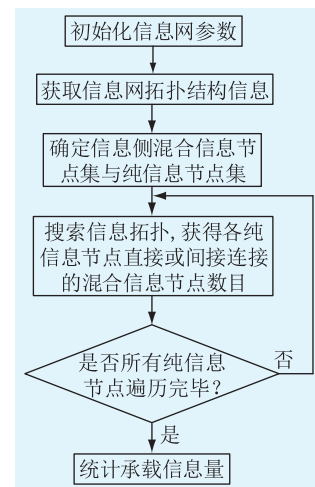 初始化信息网参数
获取信息网拓扑结构信息
确定信息侧混合信息节
点集与纯信息节点集
搜索信息拓扑,获得各纯
信息节点直接或间接连接
的混合信息节点数目
是否所有纯信息
节点遍历完毕?
否
是
统计承载信息量